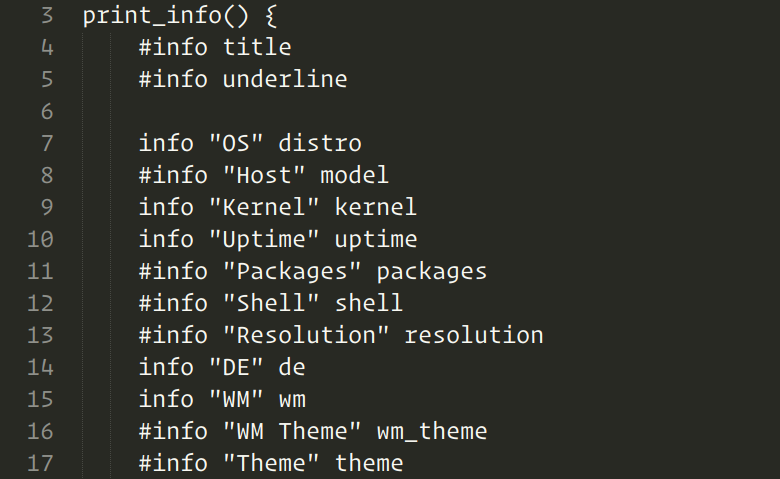 3 print_info() {
4 #info title
5 #info underline
6
7 info "OS" distro
8 #info "Host" model
9 info "Kernel" kernel
10 info "Uptime" uptime
11 #info "Packages" packages
12 #info "Shell" shell
13 #info "Resolution" resolution
14 info "DE" de
15 info "WM" wm
16 #info "WM Theme" wm_theme
17 #info "Theme" theme